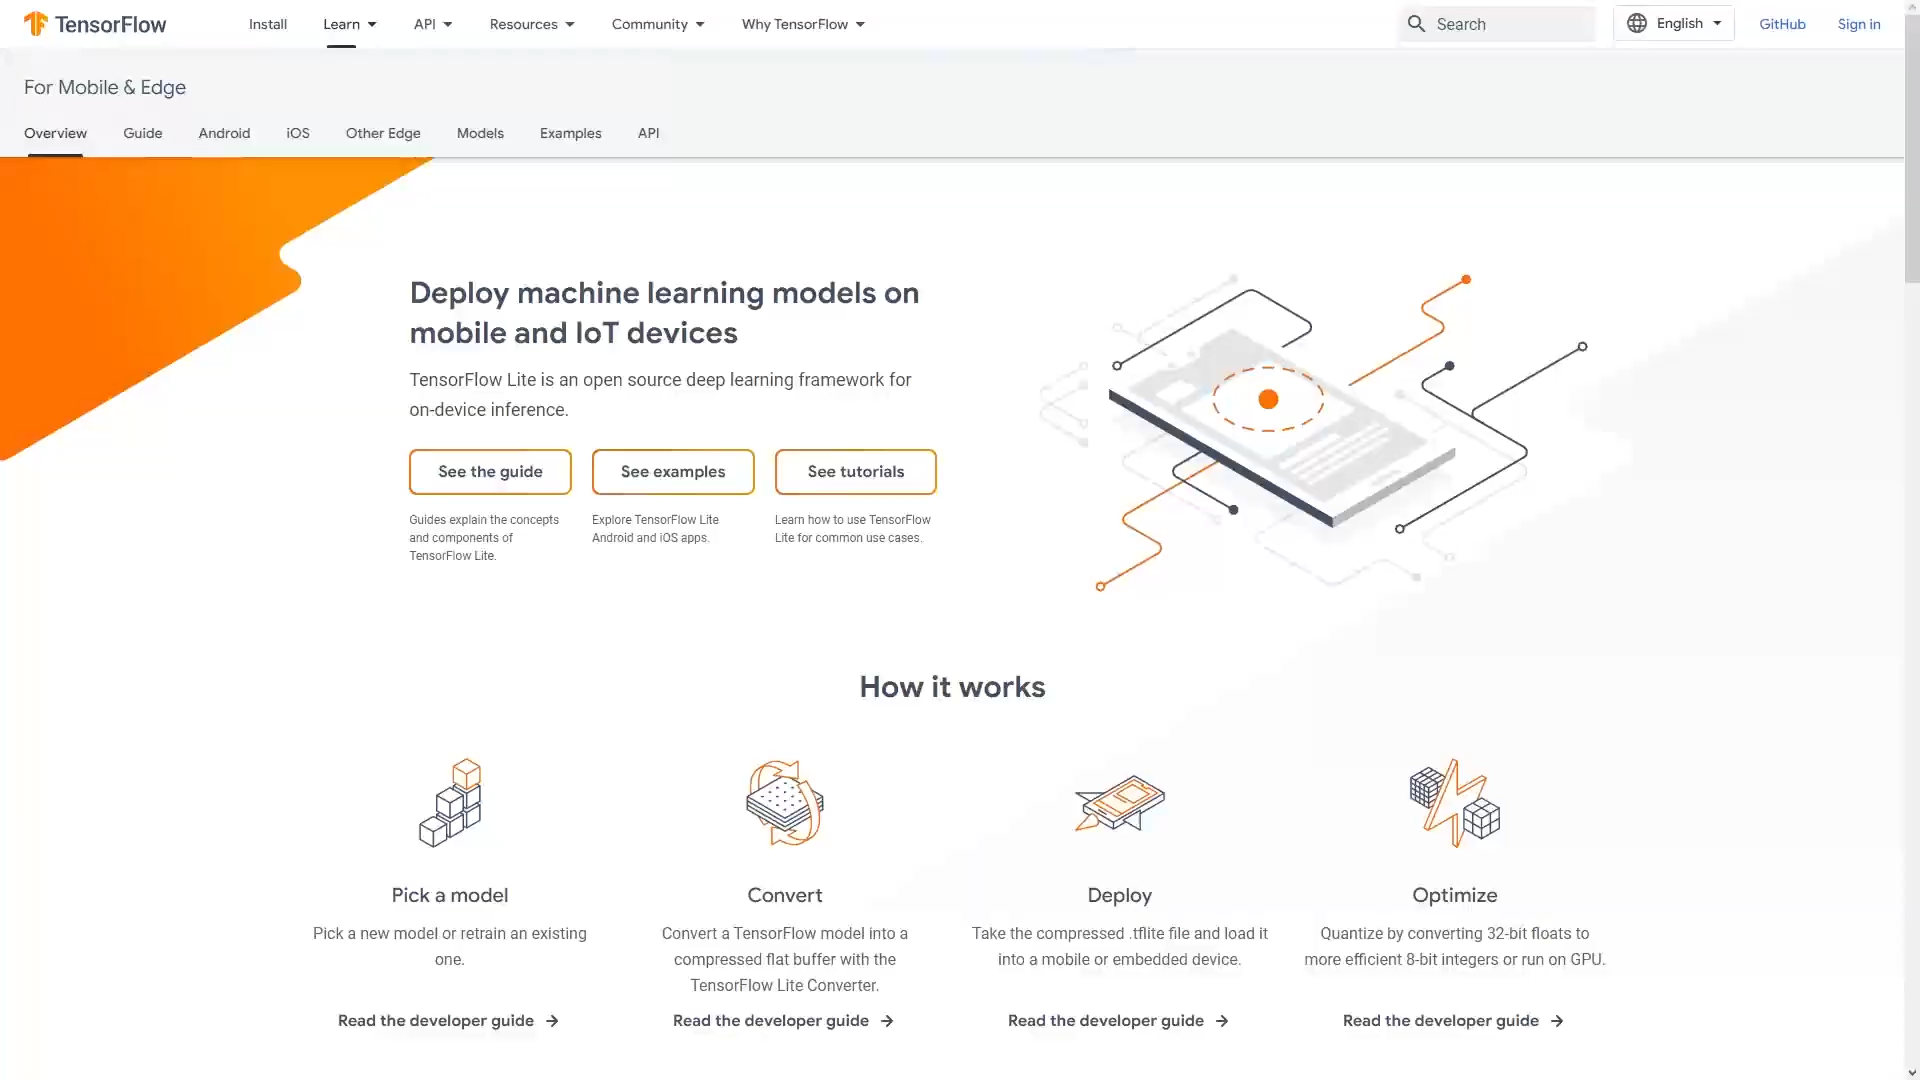 TensorFlow
Install
Learn
API
Resources
Community
Why TensorFlow
Search
English
GitHub
Sign in
For Mobile & Edge
Overview
Guide
Android
iOS
Other Edge
Models
Examples
API
Deploy machine learning models on
mobile and IoT devices
TensorFlow Lite is an open source deep learning framework for
on-device inference.
See the guide
Guides explain the concepts
and components of
TensorFlow Lite.
See examples
Explore TensorFlow Lite
Android and iOS apps.
See tutorials
Learn how to use TensorFlow
Lite for common use cases.
How it works
Pick a model
Pick a new model or retrain an existing
one.
Read the developer guide →
Convert
Convert a TensorFlow model into a
compressed flat buffer with the
TensorFlow Lite Converter.
Read the developer guide →
Deploy
Take the compressed .tflite file and load it
into a mobile or embedded device.
Read the developer guide →
Optimize
Quantize by converting 32-bit floats to
more efficient 8-bit integers or run on GPU.
Read the developer guide →